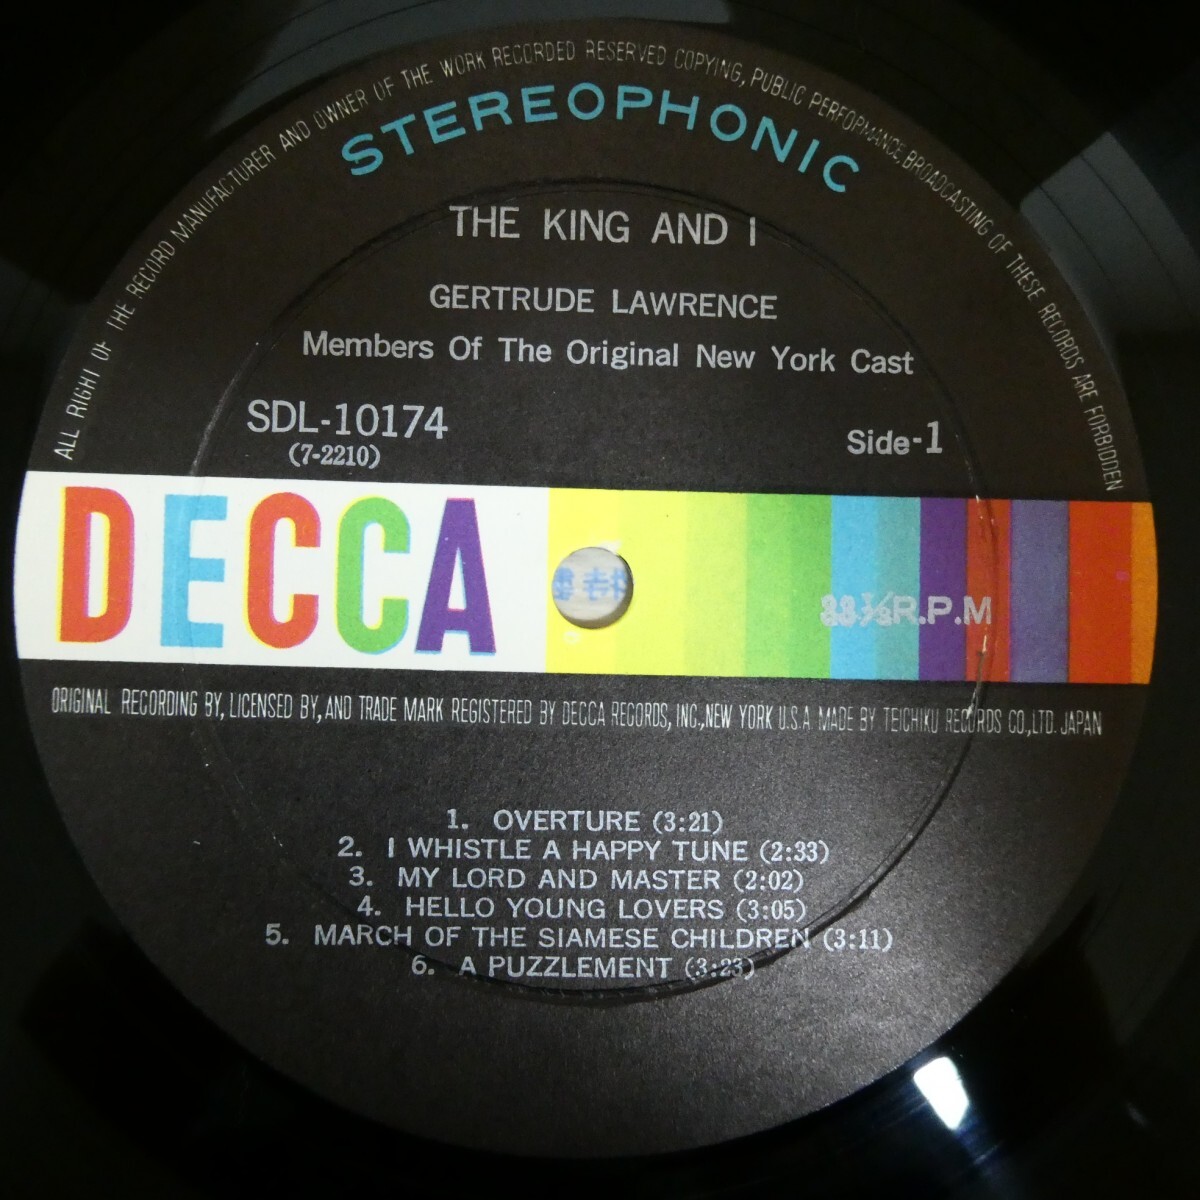 ALL RIGHT OF THE RECORD MANUFACTURER AND OWNER OF THE WORK RECORDED RESERVED COPYING, PUBLIC PERFORMANCE, BROADCASTING OF THESE RECORDS ARE FORBIDDEN
STEREOPHONIC
THE KING AND I
GERTRUDE LAWRENCE
Members Of The Original New York Cast
SDL-10174
(7-2210)
Side-1
DECCA
33⅓R.P.M
ORIGINAL RECORDING BY, LICENSED BY, AND TRADE MARK REGISTERED BY DECCA RECORDS, INC., NEW YORK U.S.A. MADE BY TEICHIKU RECORDS CO., LTD. JAPAN
1. OVERTURE (3:21)
2. I WHISTLE A HAPPY TUNE (2:33)
3. MY LORD AND MASTER (2:02)
4. HELLO YOUNG LOVERS (3:05)
5. MARCH OF THE SIAMESE CHILDREN (3:11)
6. A PUZZLEMENT (3:23)